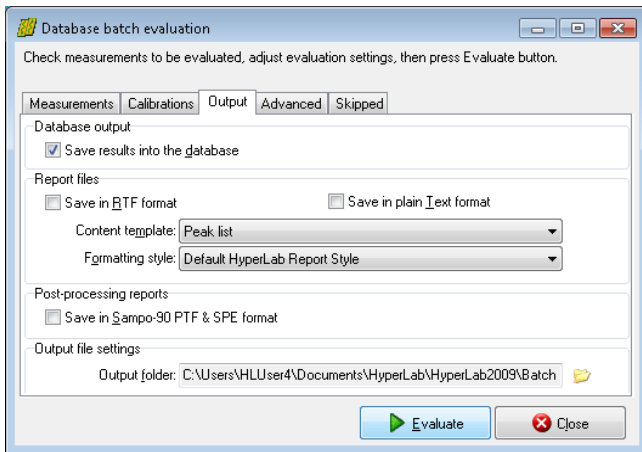 Database batch evaluation
Check measurements to be evaluated, adjust evaluation settings, then press Evaluate button.
Measurements Calibrations Output Advanced Skipped
Database output
Save results into the database
Report files
Save in RTF format Save in plain Text format
Content template: Peak list
Formatting style: Default HyperLab Report Style
Post-processing reports
Save in Sampo-90 PTF & SPE format
Output file settings
Output folder: C:\Users\HLUser4\Documents\HyperLab\HyperLab2009\Batch
Evaluate Close